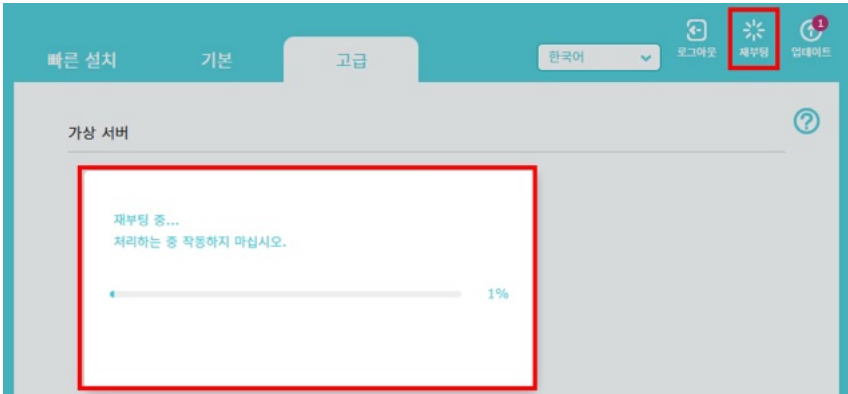 빠른 설치
기본
고급
한국어
로그아웃
재부팅
1
업데이트
가상 서버
?
재부팅 중...
처리하는 중 작동하지 마십시오.
1%